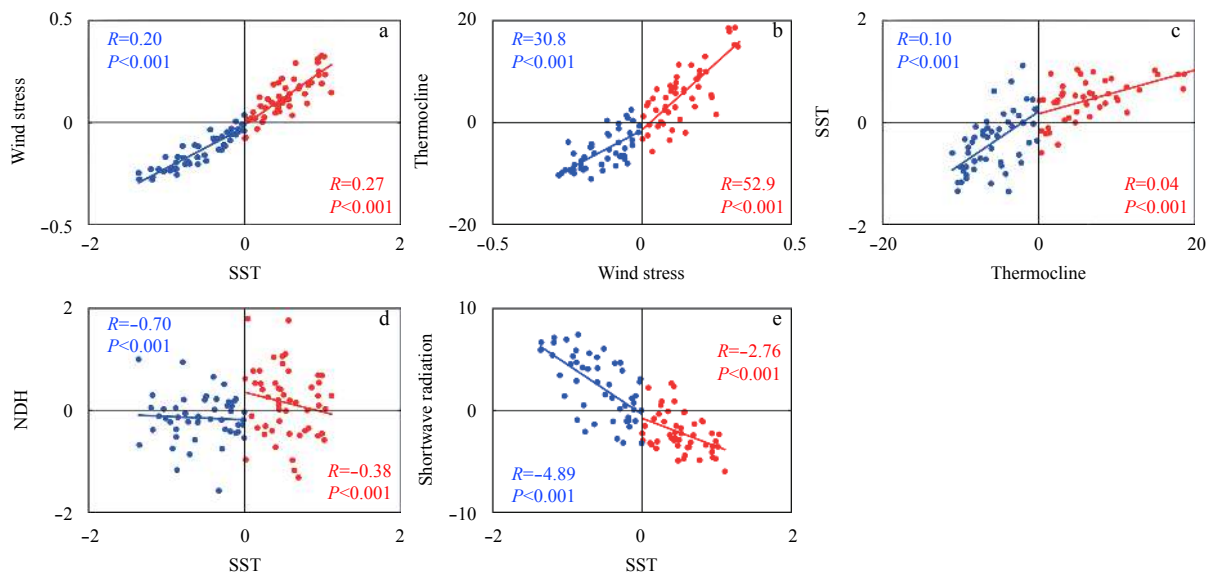 0.5
R=0.20
P<0.001
a
Wind stress
0
R=0.27
P<0.001
-0.5
-2
0
2
SST
20
R=30.8
P<0.001
b
Thermocline
0
R=52.9
P<0.001
-20
-0.5
0
0.5
Wind stress
2
R=0.10
P<0.001
c
SST
0
R=0.04
P<0.001
-2
-20
0
20
Thermocline
2
R=-0.70
P<0.001
d
NDH
0
R=-0.38
P<0.001
-2
-2
0
2
SST
10
e
R=-2.76
P<0.001
Shortwave radiation
0
R=-4.89
P<0.001
-10
-2
0
2
SST